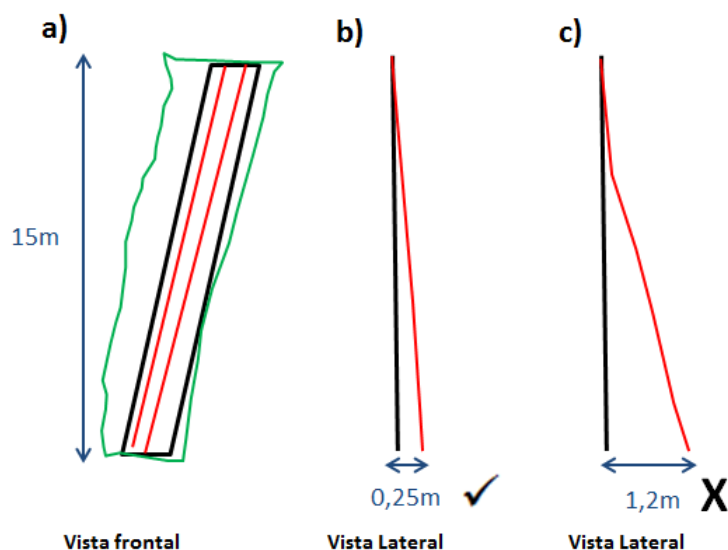 a)
b)
c)
15m
0,25m
1,2m
X
Vista frontal
Vista Lateral
Vista Lateral